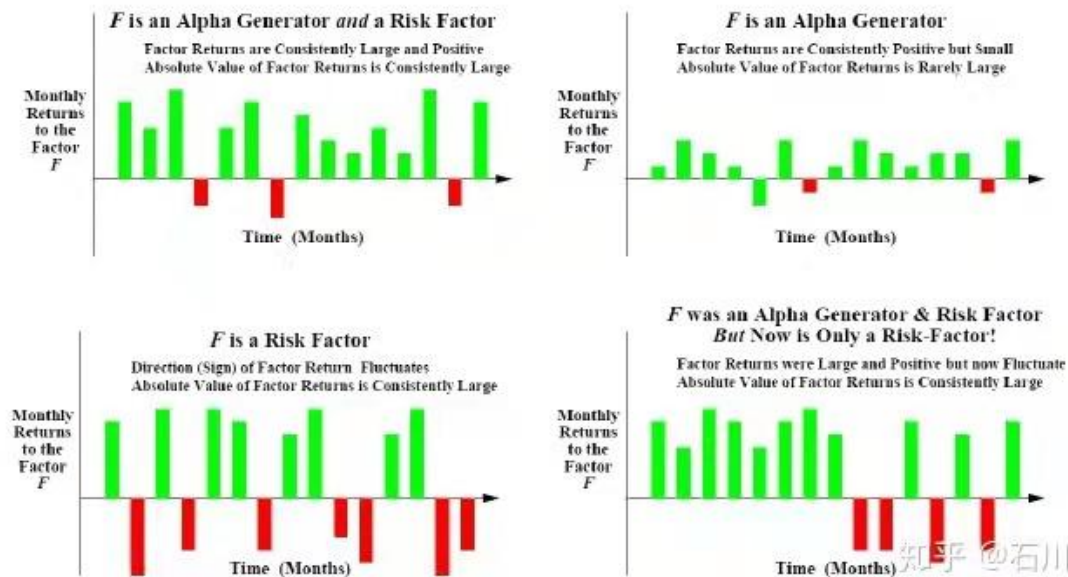 F is an Alpha Generator and a Risk Factor
Factor Returns are Consistently Large and Positive
Absolute Value of Factor Returns is Consistently Large
Monthly
Returns
to the
Factor
F
Time (Months)
F is an Alpha Generator
Factor Returns are Consistently Positive but Small
Absolute Value of Factor Returns is Rarely Large
Monthly
Returns
to the
Factor
F
Time (Months)
F is a Risk Factor
Direction (Sign) of Factor Return Fluctuates
Absolute Value of Factor Returns is Consistently Large
Monthly
Returns
to the
Factor
F
Time (Months)
F was an Alpha Generator & Risk Factor
But Now is Only a Risk-Factor!
Factor Returns were Large and Positive but now Fluctuate
Absolute Value of Factor Returns is Consistently Large
Monthly
Returns
to the
Factor
F
Time (Months)
知乎 @石川